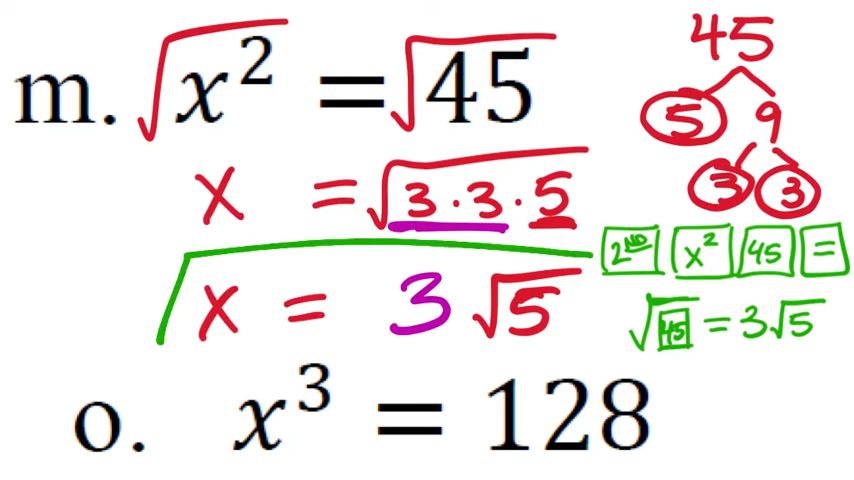 m. √x² = √45
x = √3·3·5
x = 3√5
45
5 9
3 3
2ND x² 45 =
√45 = 3√5
o. x³ = 128